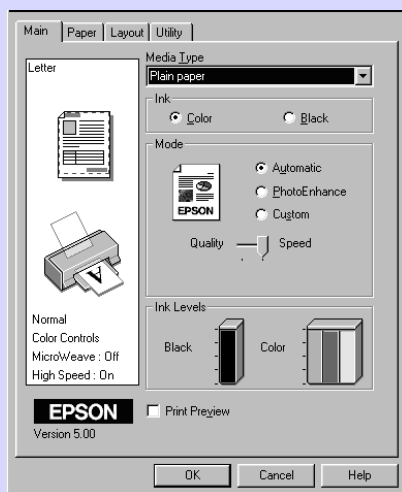 Main Paper Layout Utility
Letter
Media Type
Plain paper
Ink
Color Black
Mode
Automatic
PhotoEnhance
Custom
EPSON
Quality Speed
A
Normal
Color Controls
MicroWeave : Off
High Speed : On
Ink Levels
Black Color
EPSON
Version 5.00
Print Preview
OK Cancel Help